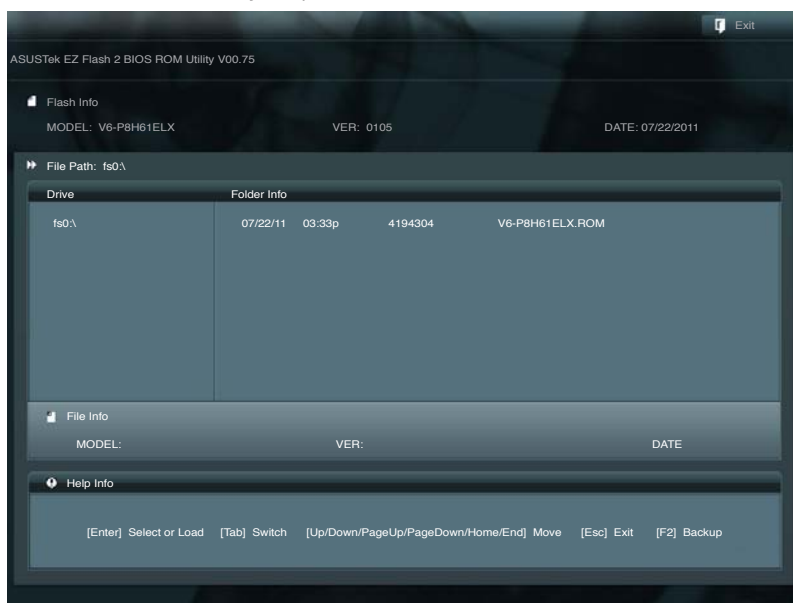 Exit
ASUSTek EZ Flash 2 BIOS ROM Utility V00.75
Flash Info
MODEL: V6-P8H61ELX VER: 0105 DATE: 07/22/2011
File Path: fs0:\
Drive Folder Info
fs0:\ 07/22/11 03:33p 4194304 V6-P8H61ELX.ROM
File Info
MODEL: VER: DATE
Help Info
[Enter] Select or Load [Tab] Switch [Up/Down/PageUp/PageDown/Home/End] Move [Esc] Exit [F2] Backup